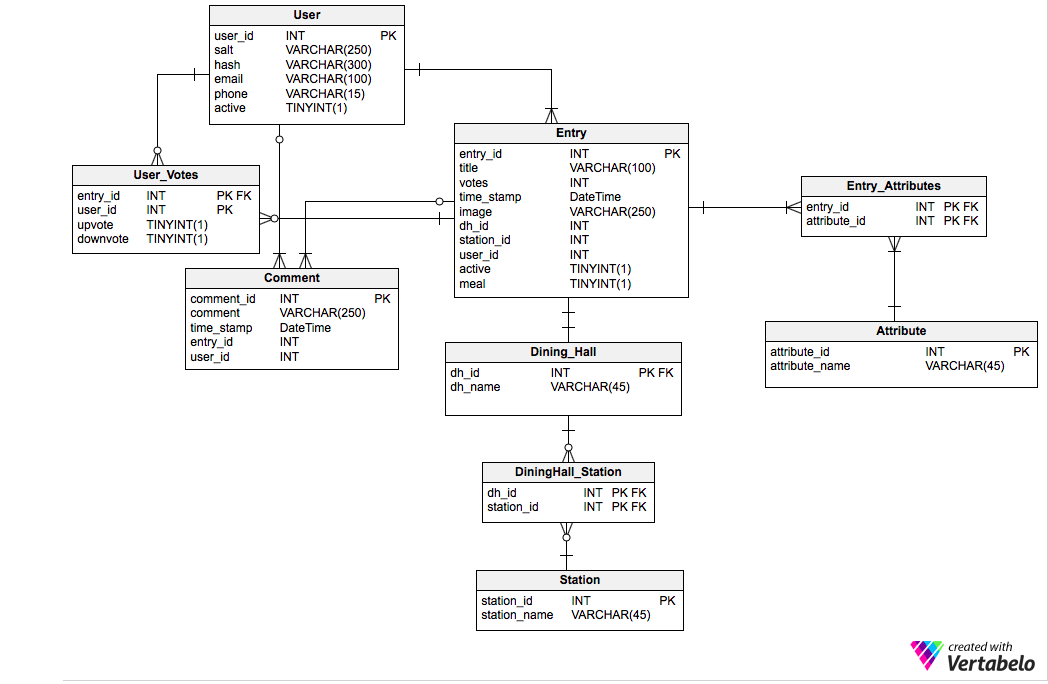 User
user_id INT PK
salt VARCHAR(250)
hash VARCHAR(300)
email VARCHAR(100)
phone VARCHAR(15)
active TINYINT(1)
User_Votes
entry_id INT PK FK
user_id INT PK
upvote TINYINT(1)
downvote TINYINT(1)
Entry
entry_id INT PK
title VARCHAR(100)
votes INT
time_stamp DateTime
image VARCHAR(250)
dh_id INT
station_id INT
user_id INT
active TINYINT(1)
meal TINYINT(1)
Entry_Attributes
entry_id INT PK FK
attribute_id INT PK FK
Comment
comment_id INT PK
comment VARCHAR(250)
time_stamp DateTime
entry_id INT
user_id INT
Attribute
attribute_id INT PK
attribute_name VARCHAR(45)
Dining_Hall
dh_id INT PK FK
dh_name VARCHAR(45)
DiningHall_Station
dh_id INT PK FK
station_id INT PK FK
Station
station_id INT PK
station_name VARCHAR(45)
created with
Vertabelo